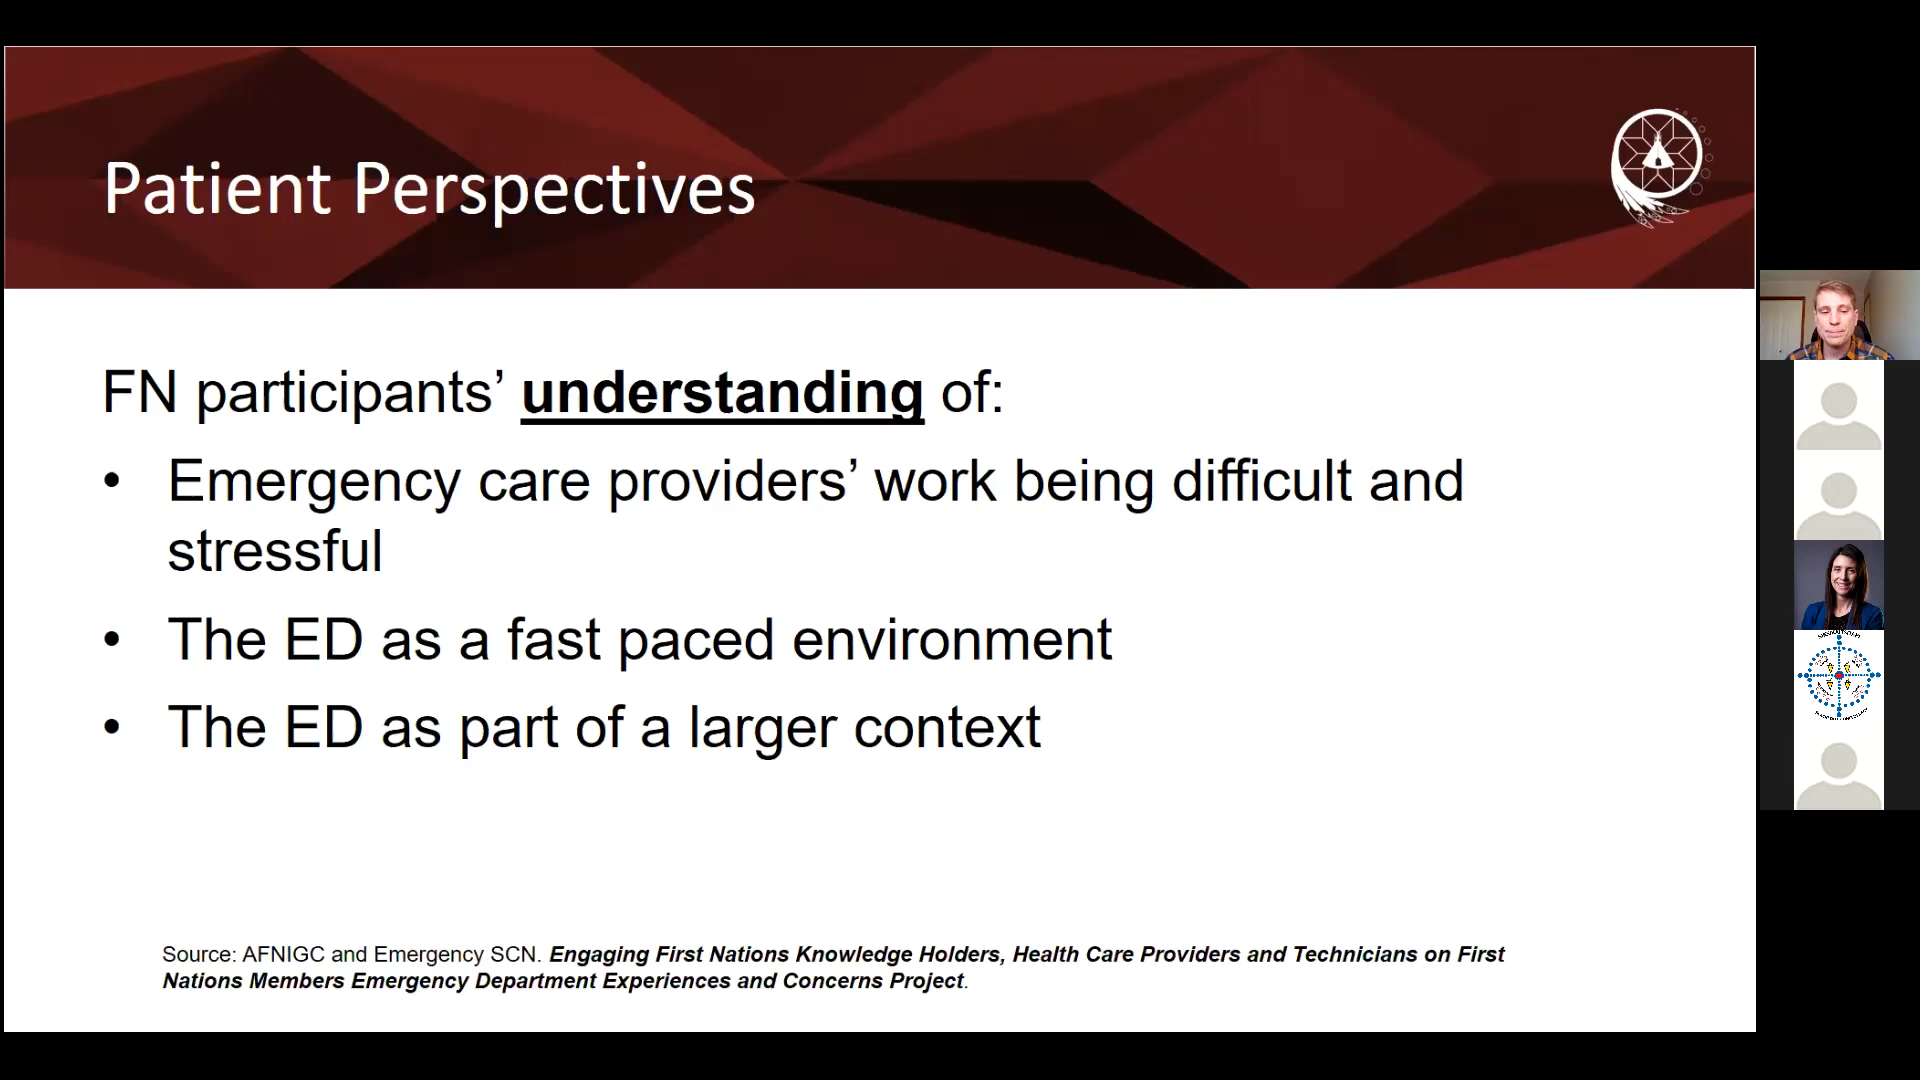 Patient Perspectives
FN participants’ understanding of:
• Emergency care providers’ work being difficult and
stressful
• The ED as a fast paced environment
• The ED as part of a larger context
Source: AFNIGC and Emergency SCN. Engaging First Nations Knowledge Holders, Health Care Providers and Technicians on First
Nations Members Emergency Department Experiences and Concerns Project.